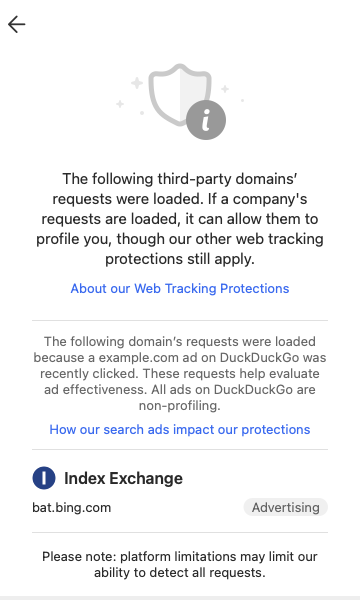 The following third-party domains'
requests were loaded. If a company's
requests are loaded, it can allow them to
profile you, though our other web tracking
protections still apply.
About our Web Tracking Protections
The following domain's requests were loaded
because a example.com ad on DuckDuckGo was
recently clicked. These requests help evaluate
ad effectiveness. All ads on DuckDuckGo are
non-profiling.
How our search ads impact our protections
Index Exchange
bat.bing.com Advertising
Please note: platform limitations may limit our
ability to detect all requests.